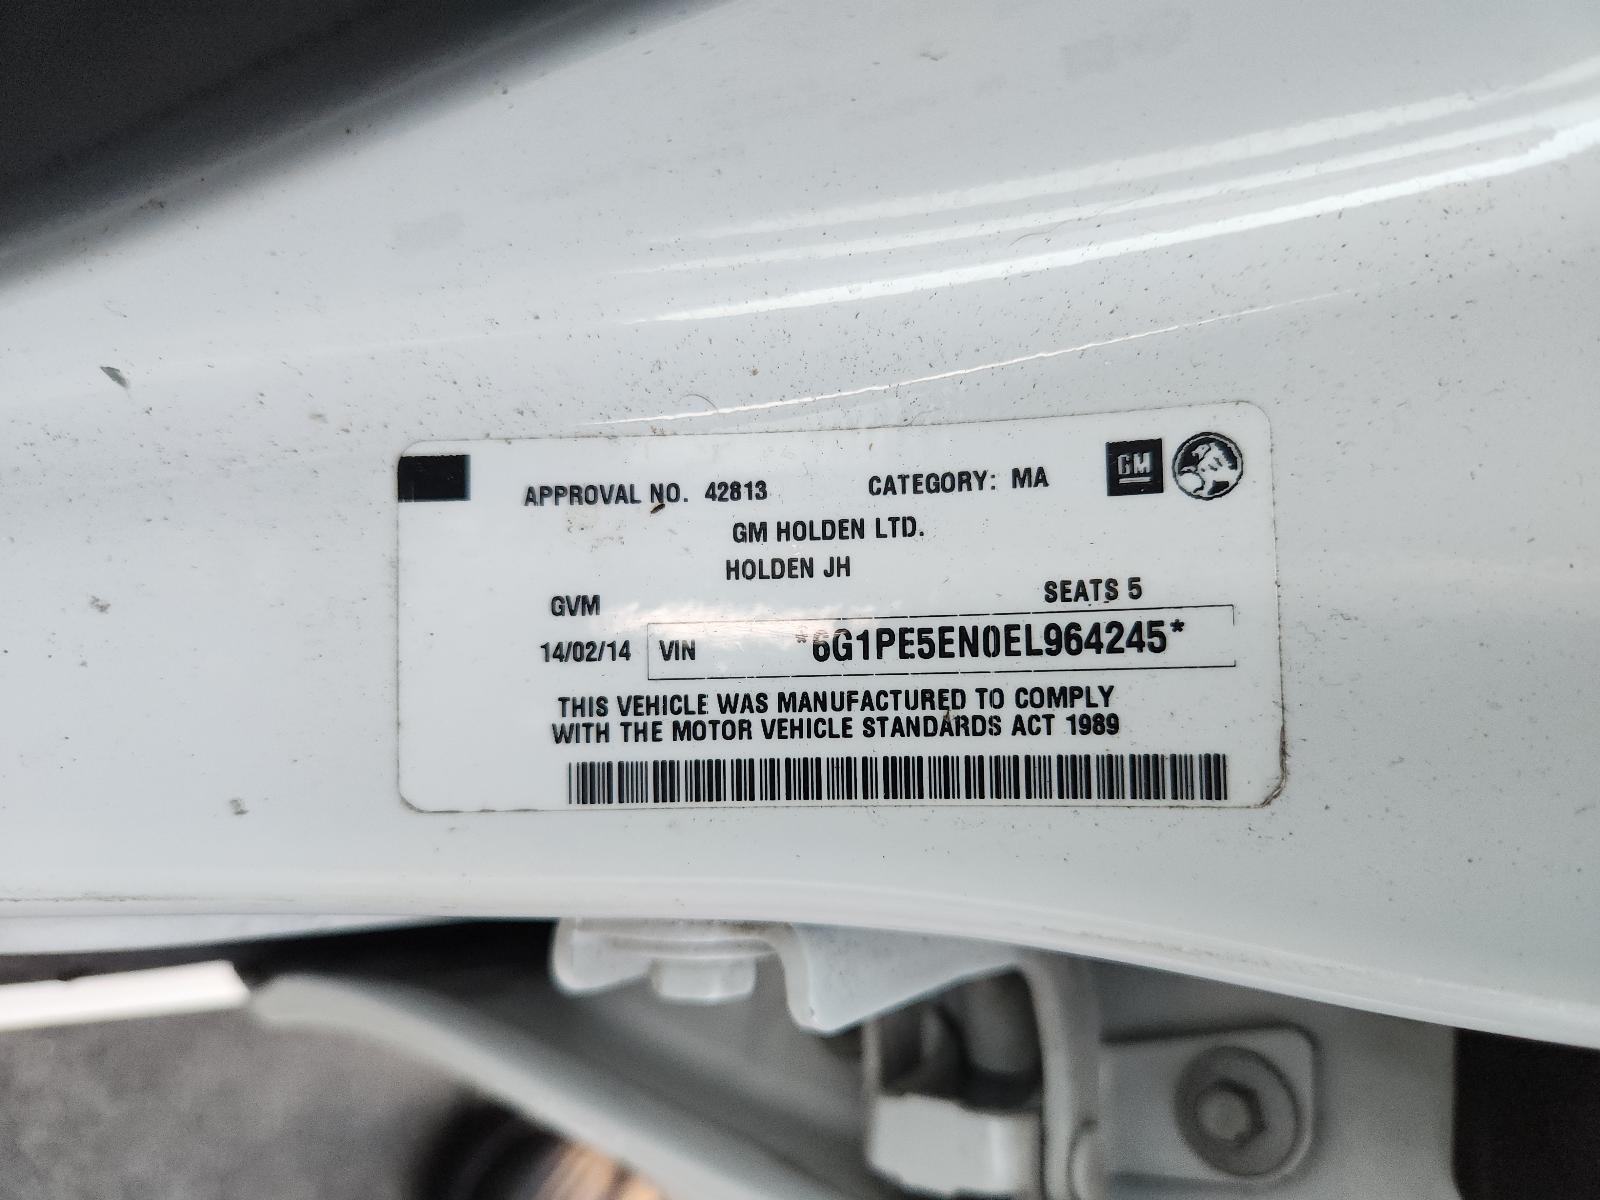 APPROVAL NO. 42813 CATEGORY: MA GM
GM HOLDEN LTD.
HOLDEN JH
GVM SEATS 5
14/02/14 VIN *6G1PE5EN0EL964245*
THIS VEHICLE WAS MANUFACTURED TO COMPLY
WITH THE MOTOR VEHICLE STANDARDS ACT 1989